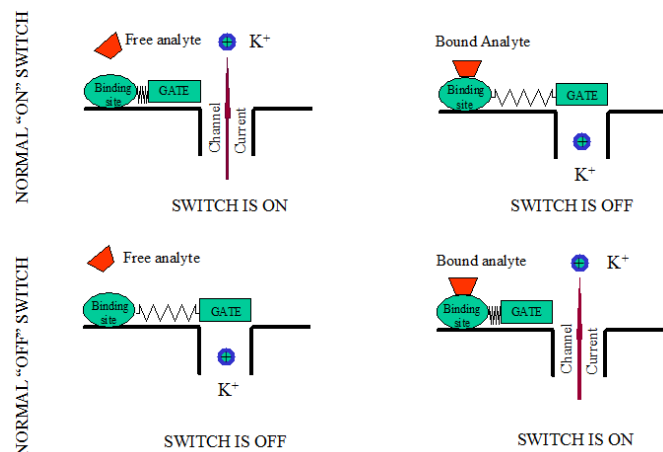 NORMAL “ON” SWITCH
Free analyte
K+
Binding
site
GATE
Channel
Current
SWITCH IS ON
Bound Analyte
Binding
site
GATE
K+
SWITCH IS OFF
NORMAL “OFF” SWITCH
Free analyte
Binding
site
GATE
K+
SWITCH IS OFF
Bound analyte
K+
Binding
site
GATE
Channel
Current
SWITCH IS ON